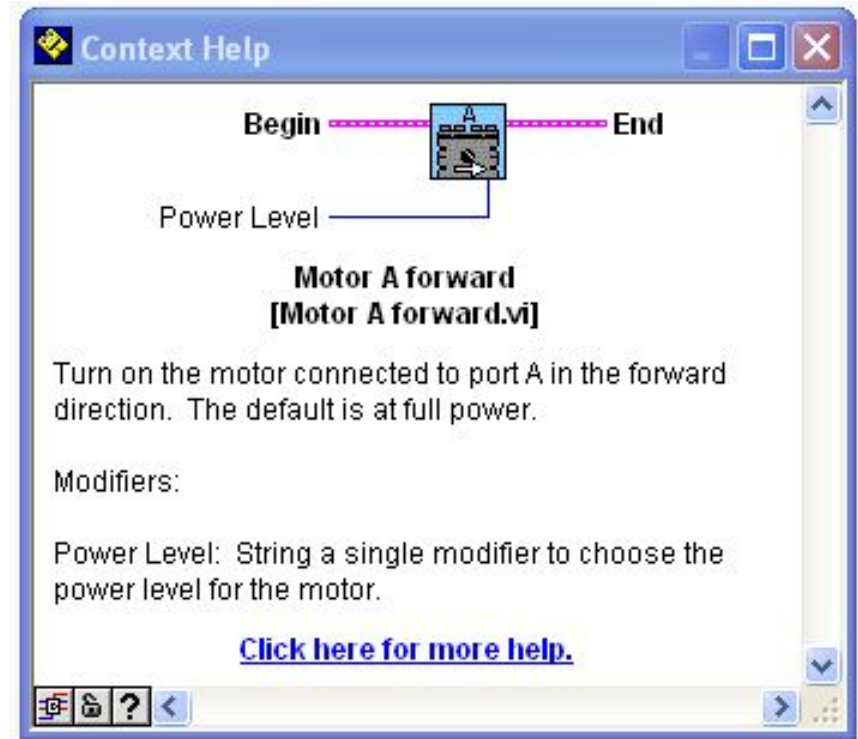 Context Help
Begin
A
End
Power Level
Motor A forward
[Motor A forward.vi]
Turn on the motor connected to port A in the forward
direction. The default is at full power.
Modifiers:
Power Level: String a single modifier to choose the
power level for the motor.
Click here for more help.
?